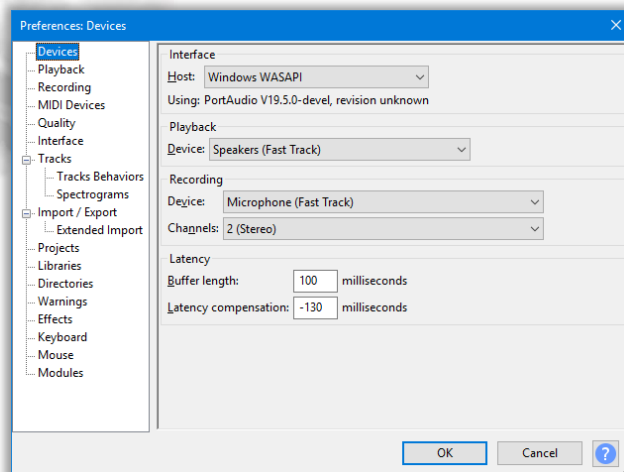 Preferences: Devices
Devices
Playback
Recording
MIDI Devices
Quality
Interface
Tracks
Tracks Behaviors
Spectrograms
Import / Export
Extended Import
Projects
Libraries
Directories
Warnings
Effects
Keyboard
Mouse
Modules
Interface
Host: Windows WASAPI
Using: PortAudio V19.5.0-devel, revision unknown
Playback
Device: Speakers (Fast Track)
Recording
Device: Microphone (Fast Track)
Channels: 2 (Stereo)
Latency
Buffer length: 100 milliseconds
Latency compensation: -130 milliseconds
OK Cancel ?